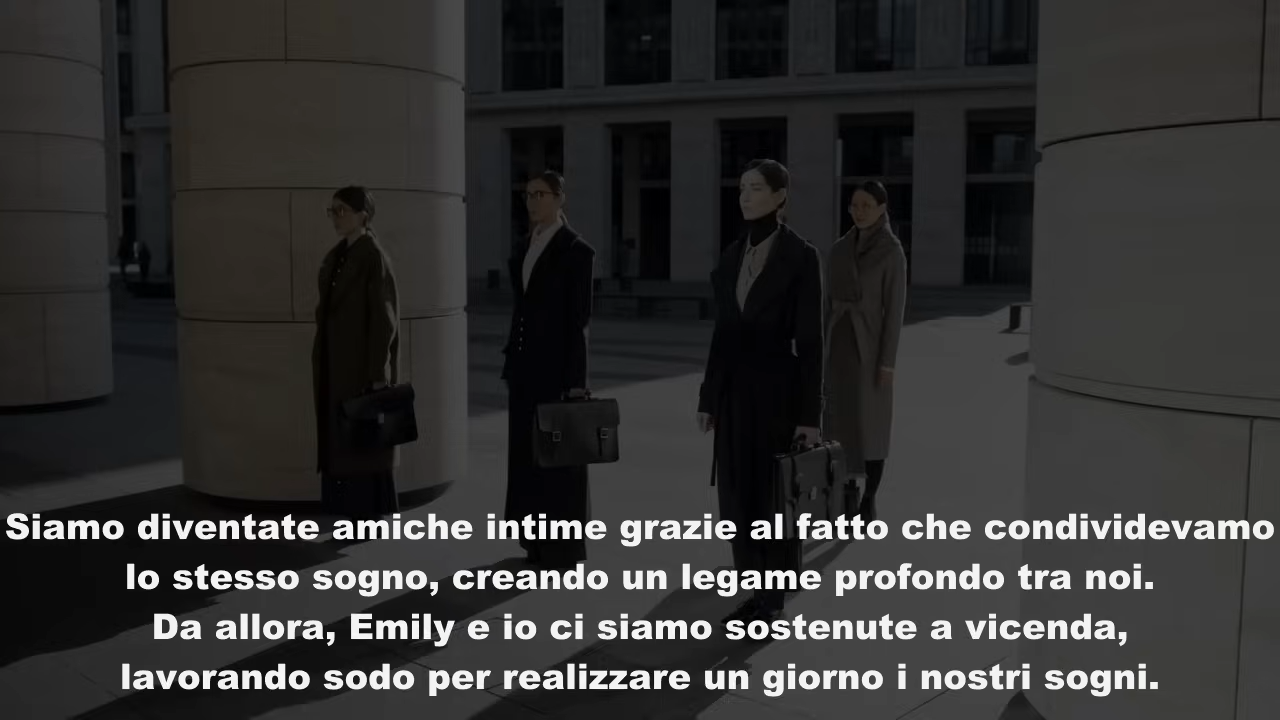 Siamo diventate amiche intime grazie al fatto che condividevamo
lo stesso sogno, creando un legame profondo tra noi.
Da allora, Emily e io ci siamo sostenute a vicenda,
lavorando sodo per realizzare un giorno i nostri sogni.